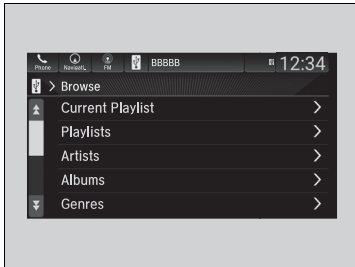 Phone Navigati.. FM BBBBB 12:34
> Browse
Current Playlist >
Playlists >
Artists >
Albums >
Genres >